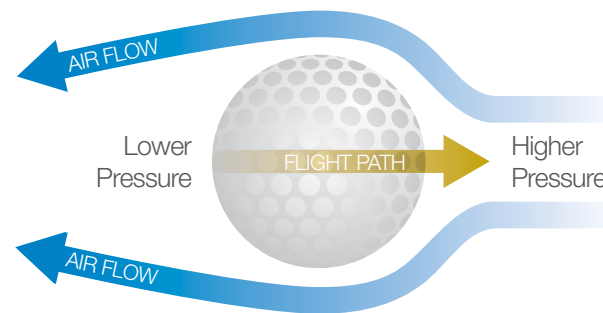 AIR FLOW
Lower
Pressure
FLIGHT PATH
Higher
Pressure
AIR FLOW